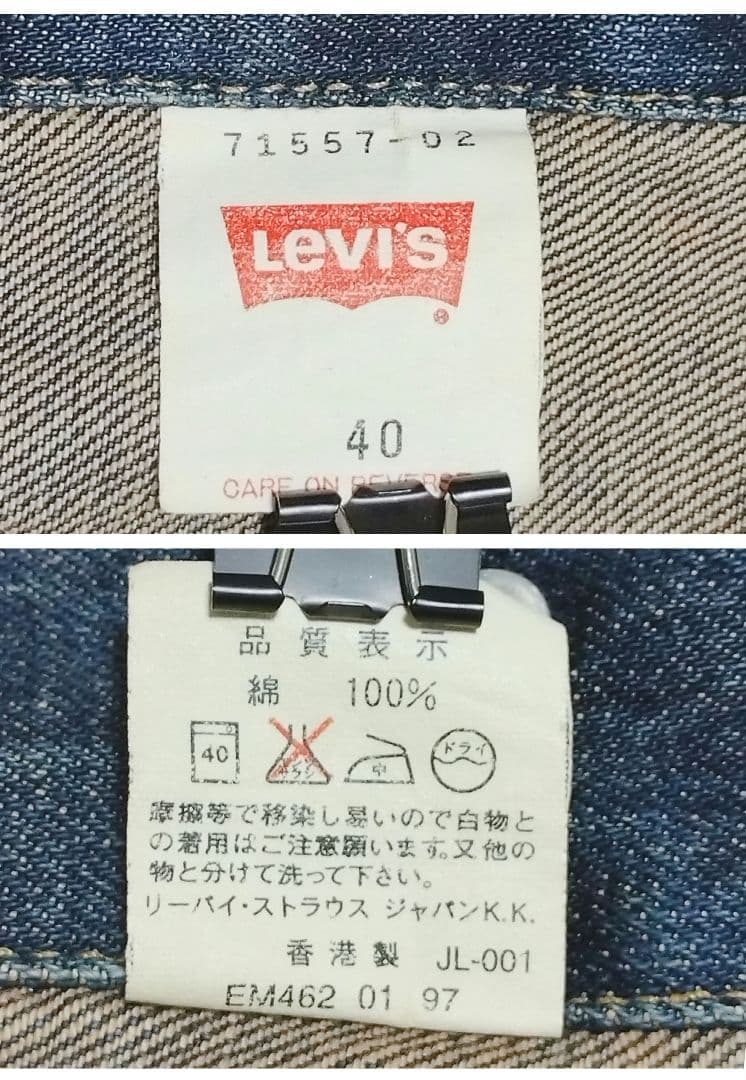 71557-02
Levi's
®
40
CARE ON REVERSE
品質表示
綿 100%
40 サラシ 中 ドライ
摩擦等で移染し易いので白物と
の着用はご注意願います。又他の
物と分けて洗って下さい。
リーバイ・ストラウス ジャパンK.K.
香港製 JL-001
EM462 01 97